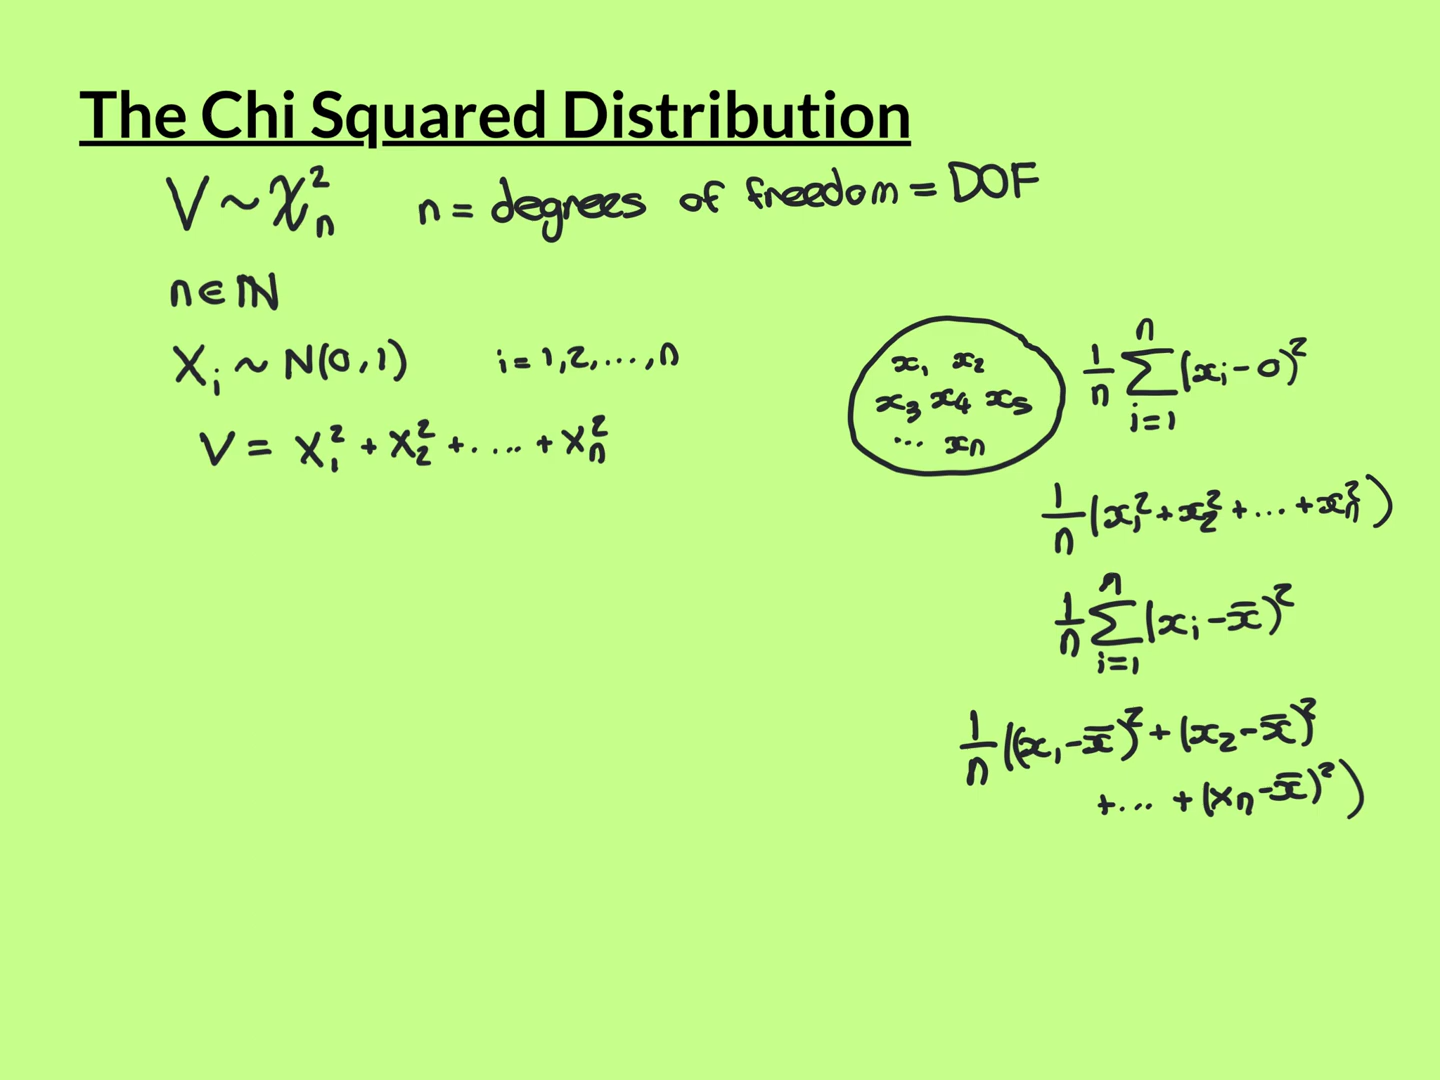 The Chi Squared Distribution
V ~ χ²ₙ n = degrees of freedom = DOF
n ∈ ℕ
Xᵢ ~ N(0,1) i = 1,2,...,n
V = X₁² + X₂² + .... + Xₙ²
x₁ x₂
x₃ x₄ x₅
... xₙ
1/n ∑ᵢ₌₁ⁿ (xᵢ - 0)²
1/n (x₁² + x₂² + ... + xₙ²)
1/n ∑ᵢ₌₁ⁿ (xᵢ - x̄)²
1/n ((x₁ - x̄)² + (x₂ - x̄)²
+ ... + (xₙ - x̄)²)